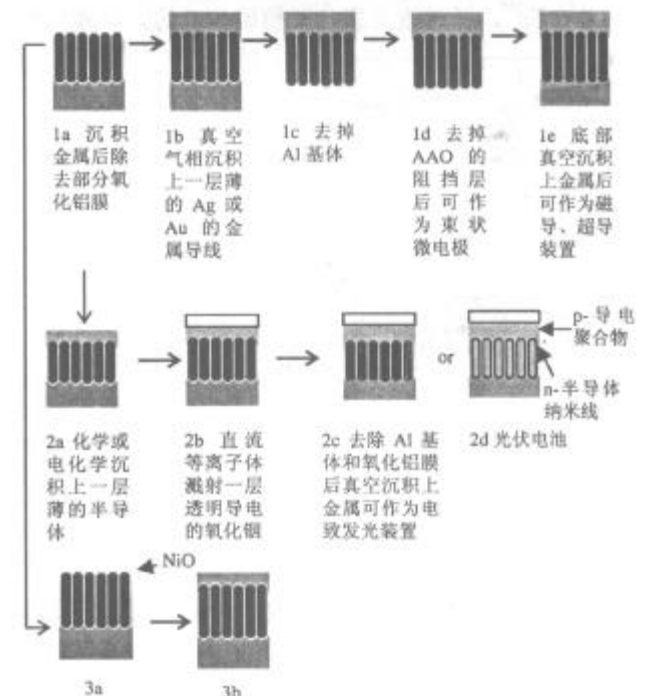 1a 沉积
金属后除
去部分氧
化铝膜
1b 真空
气相沉积
上一层薄
的 Ag 或
Au 的金
属导线
1c 去掉
Al 基体
1d 去掉
AAO 的
阻挡层
后可作
为束状
微电极
1e 底部
真空沉积
上金属后
可作为磁
导、超导
装置
2a 化学或
电化学沉
积上一层
薄的半导
体
2b 直流
等离子体
溅射一层
透明导电
的氧化铟
2c 去除 Al 基
体和氧化铝膜
后真空沉积上
金属可作为电
致发光装置
or
p-导电
聚合物
n-半导体
纳米线
2d 光伏电池
NiO
3a
3b